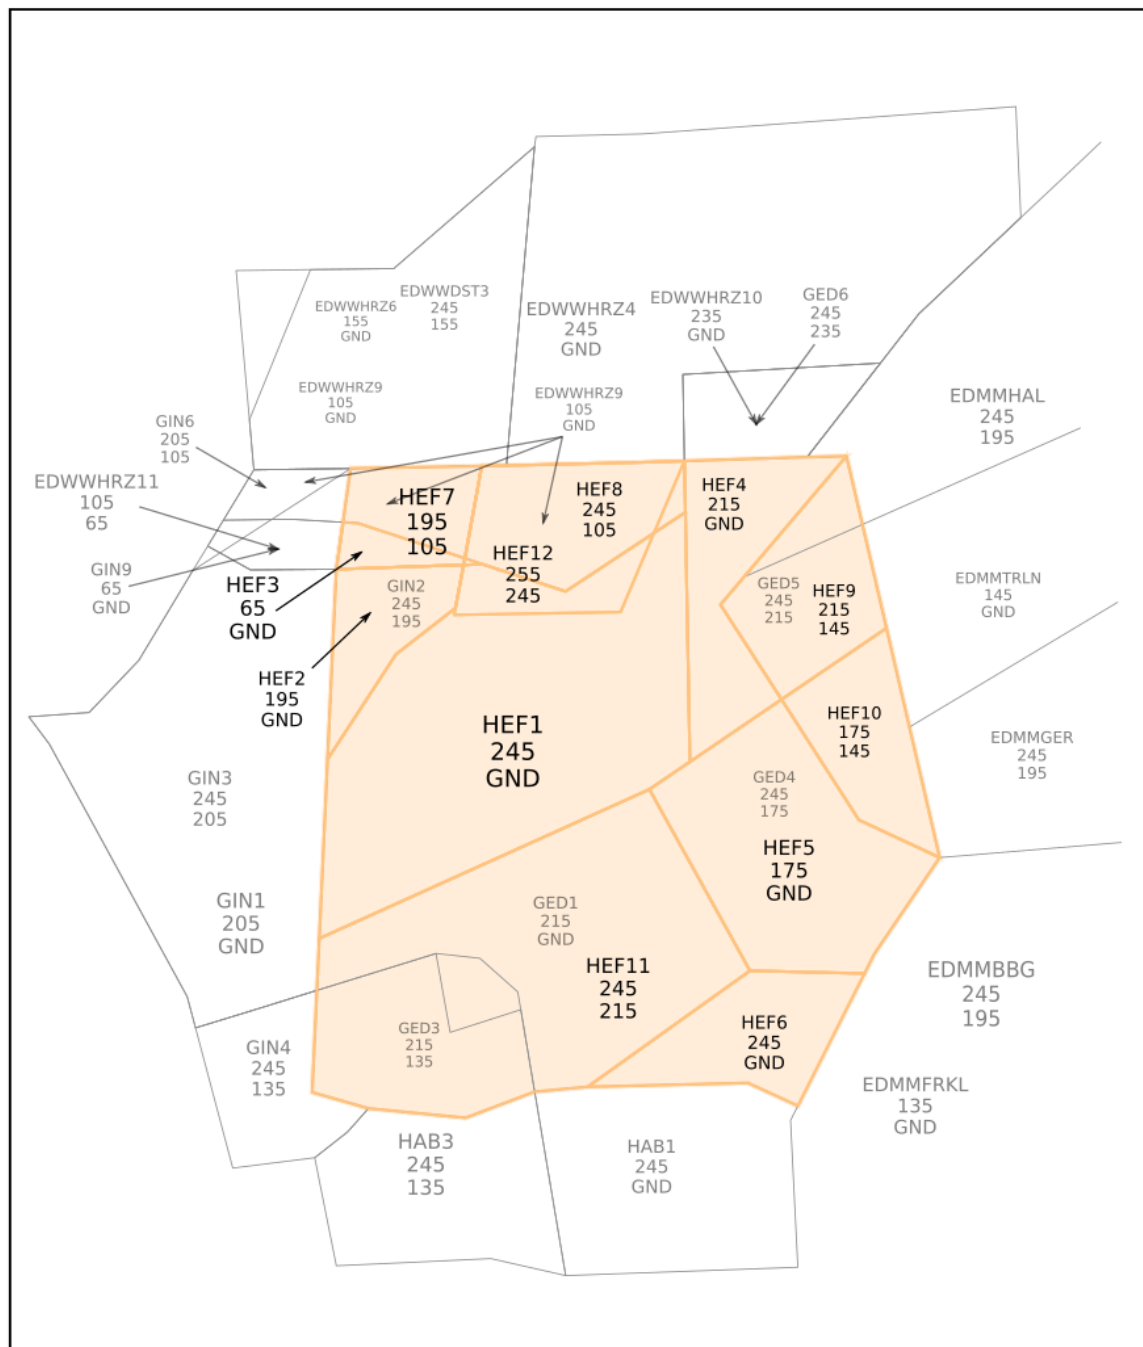 EDWWHRZ6
155
GND
EDWWDST3
245
155
EDWWHRZ4
245
GND
EDWWHRZ10
235
GND
GED6
245
235
EDWWHRZ9
105
GND
EDWWHRZ9
105
GND
EDMMHAL
245
195
GIN6
205
105
EDWWHRZ11
105
65
GIN9
65
GND
HEF7
195
105
HEF8
245
105
HEF4
215
GND
HEF12
255
245
HEF3
65
GND
GIN2
245
195
GED5
245
215
HEF9
215
145
EDMMTRLN
145
GND
HEF2
195
GND
HEF1
245
GND
HEF10
175
145
EDMMGER
245
195
GIN3
245
205
GED4
245
175
HEF5
175
GND
GIN1
205
GND
GED1
215
GND
HEF11
245
215
EDMMBBG
245
195
GIN4
245
135
GED3
215
135
HEF6
245
GND
EDMMFRKL
135
GND
HAB3
245
135
HAB1
245
GND